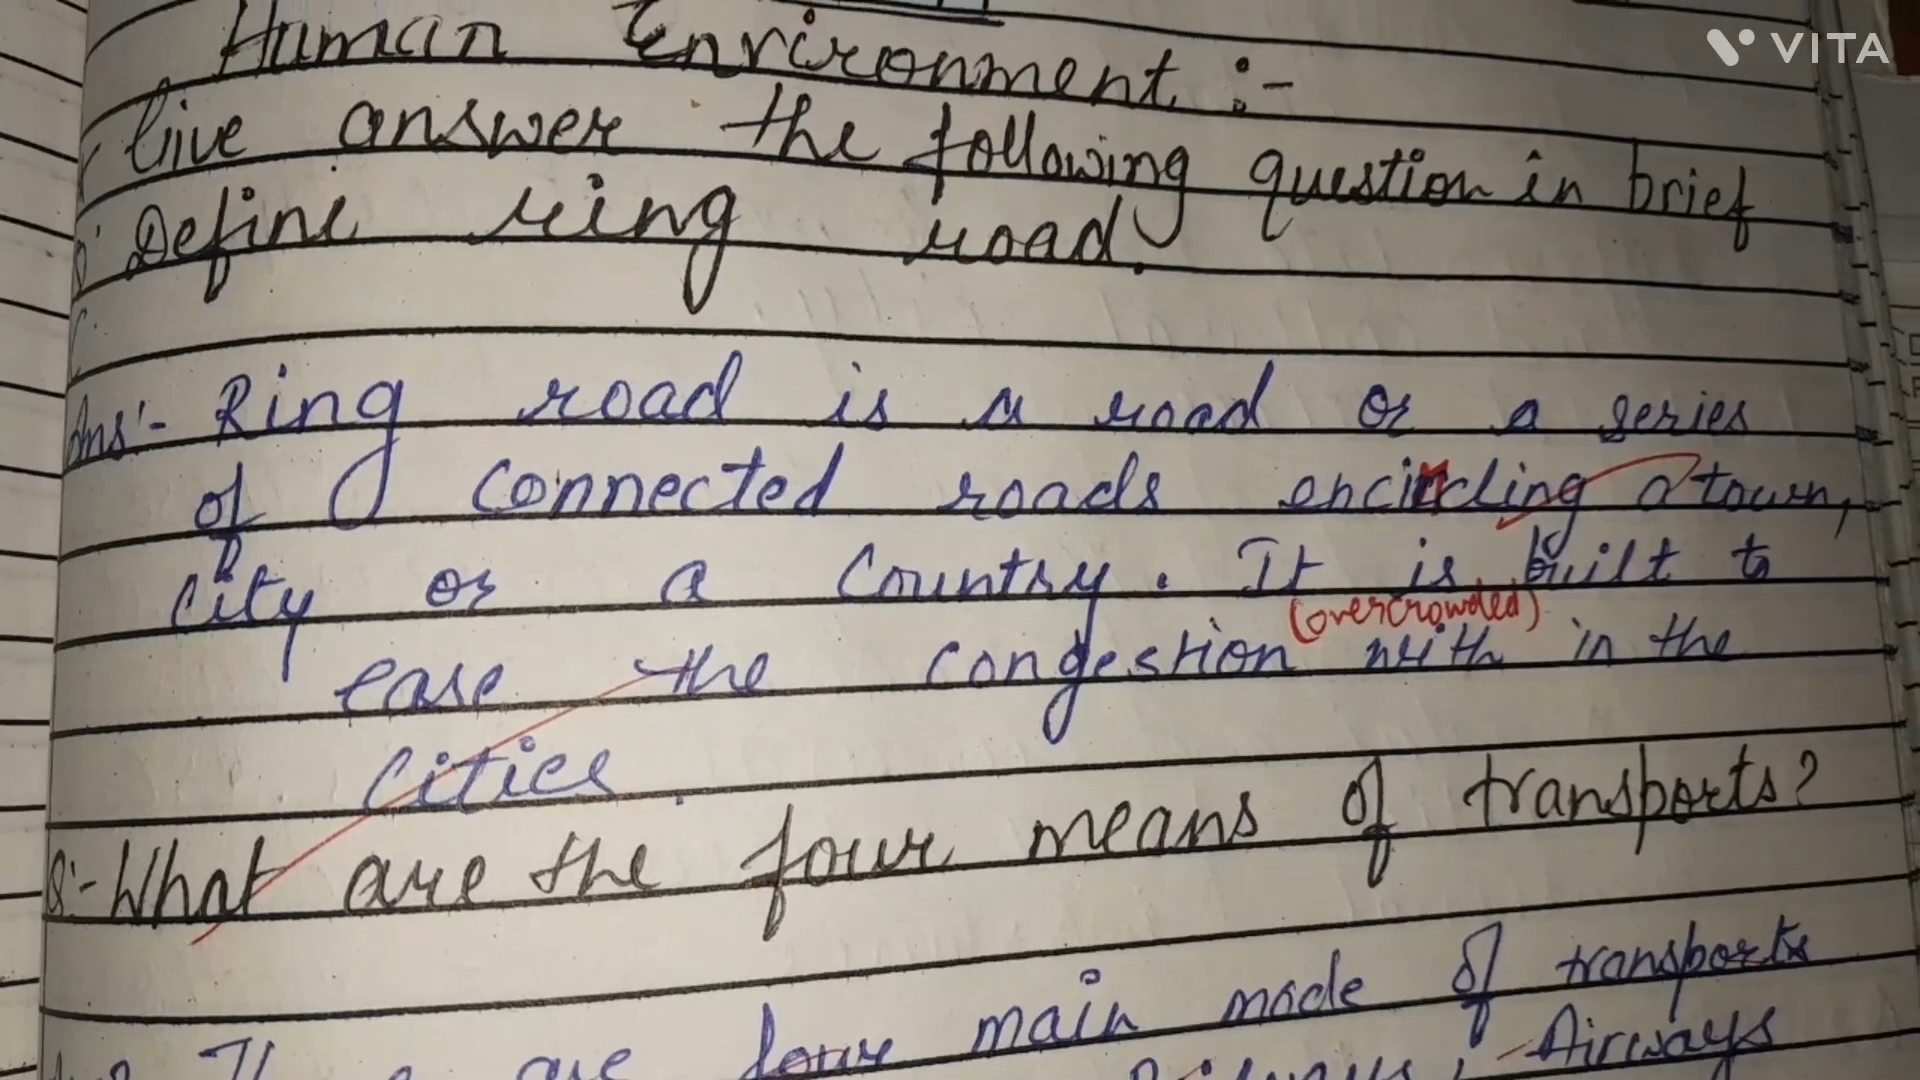 VITA
Human Environment :-
Give answer the following question in brief
Define ring road.
Ans:- Ring road is a road or a series
of connected roads encircling a town,
City or a Country. It is built to
(overcrowded)
ease the congestion with in the
Cities.
Q:- What are the four means of transports?
are four main mode of transports
Airways